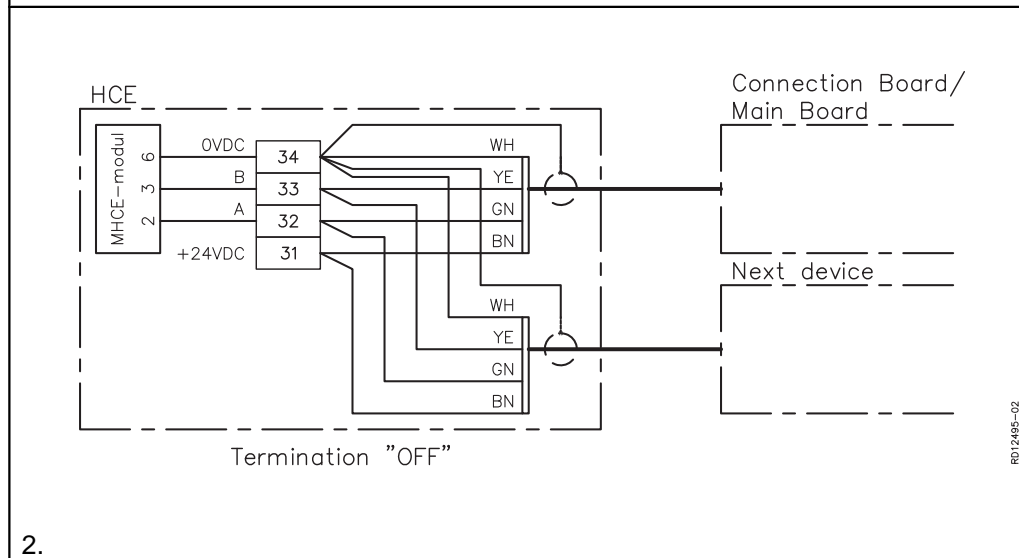 HCE
MHCE-modul
6
3
2
0VDC
B
A
+24VDC
34
33
32
31
WH
YE
GN
BN
WH
YE
GN
BN
Connection Board/
Main Board
Next device
Termination "OFF"
RD12495-02
2.